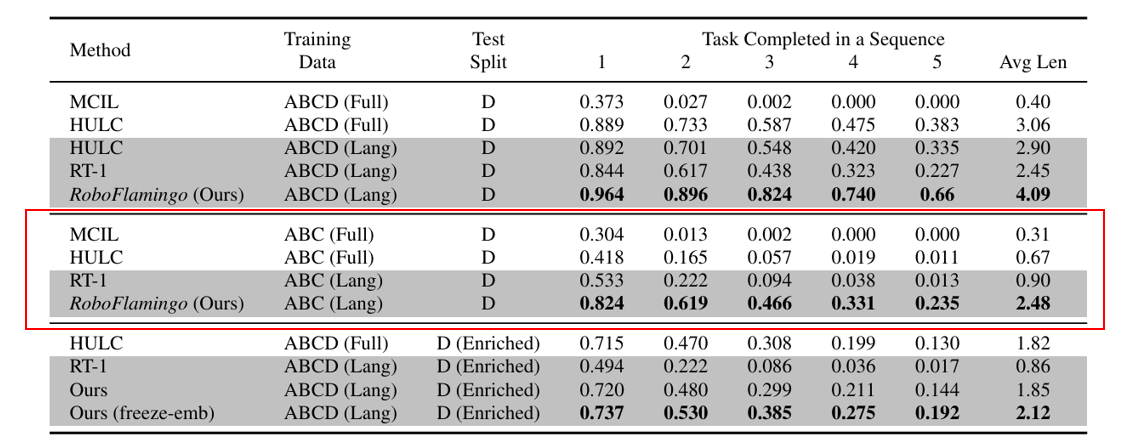 Method Training Data Test Split Task Completed in a Sequence
1 2 3 4 5 Avg Len
MCIL ABCD (Full) D 0.373 0.027 0.002 0.000 0.000 0.40
HULC ABCD (Full) D 0.889 0.733 0.587 0.475 0.383 3.06
HULC ABCD (Lang) D 0.892 0.701 0.548 0.420 0.335 2.90
RT-1 ABCD (Lang) D 0.844 0.617 0.438 0.323 0.227 2.45
RoboFlamingo (Ours) ABCD (Lang) D 0.964 0.896 0.824 0.740 0.66 4.09
MCIL ABC (Full) D 0.304 0.013 0.002 0.000 0.000 0.31
HULC ABC (Full) D 0.418 0.165 0.057 0.019 0.011 0.67
RT-1 ABC (Lang) D 0.533 0.222 0.094 0.038 0.013 0.90
RoboFlamingo (Ours) ABC (Lang) D 0.824 0.619 0.466 0.331 0.235 2.48
HULC ABCD (Full) D (Enriched) 0.715 0.470 0.308 0.199 0.130 1.82
RT-1 ABCD (Lang) D (Enriched) 0.494 0.222 0.086 0.036 0.017 0.86
Ours ABCD (Lang) D (Enriched) 0.720 0.480 0.299 0.211 0.144 1.85
Ours (freeze-emb) ABCD (Lang) D (Enriched) 0.737 0.530 0.385 0.275 0.192 2.12